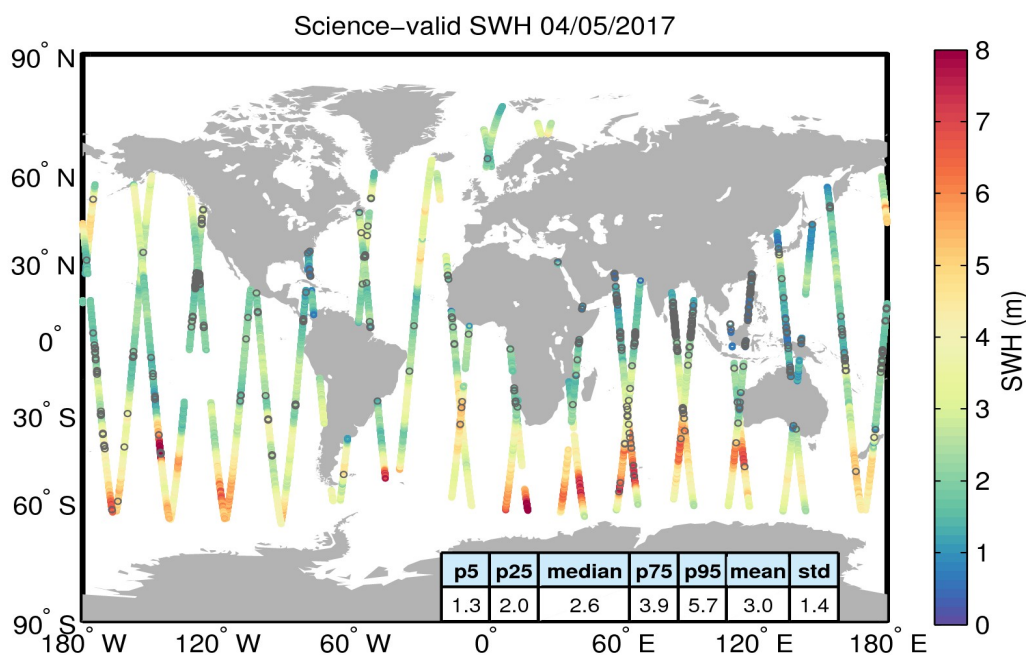 Science−valid SWH 04/05/2017
90° N
60° N
30° N
0°
30° S
60° S
90° S
180° W
120° W
60° W
0°
60° E
120° E
180° E
p5 p25 median p75 p95 mean std
1.3 2.0 2.6 3.9 5.7 3.0 1.4
8
7
6
5
4
3
2
1
0
SWH (m)